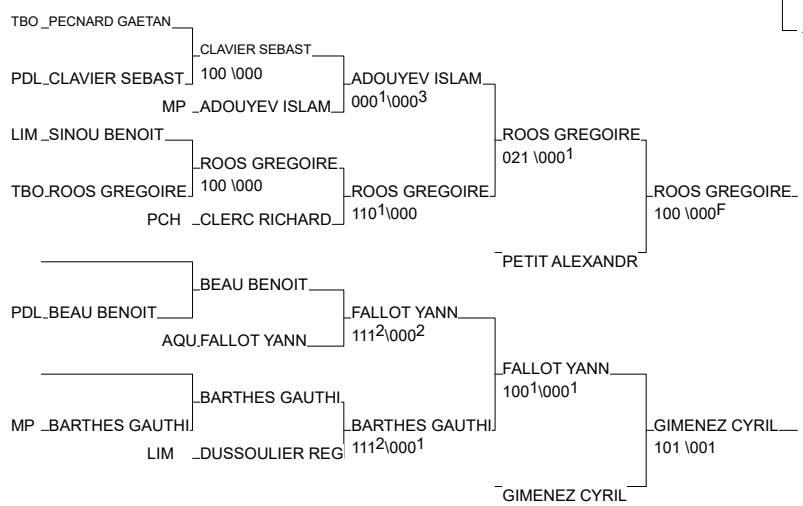 TBO PECNARD GAETAN
CLAVIER SEBAST
100 \000
PDL CLAVIER SEBAST
ADOUYEV ISLAM
0001\0003
MP ADOUYEV ISLAM
LIM SINOU BENOIT
ROOS GREGOIRE
021 \0001
ROOS GREGOIRE
100 \000
TBO ROOS GREGOIRE
ROOS GREGOIRE
1101\000
ROOS GREGOIRE
100 \000F
PCH CLERC RICHARD
PETIT ALEXANDR
BEAU BENOIT
PDL BEAU BENOIT
FALLOT YANN
1112\0002
AQU FALLOT YANN
FALLOT YANN
1001\0001
BARTHES GAUTHI
MP BARTHES GAUTHI
BARTHES GAUTHI
1112\0001
GIMENEZ CYRIL
101 \001
LIM DUSSOULIER REG
GIMENEZ CYRIL